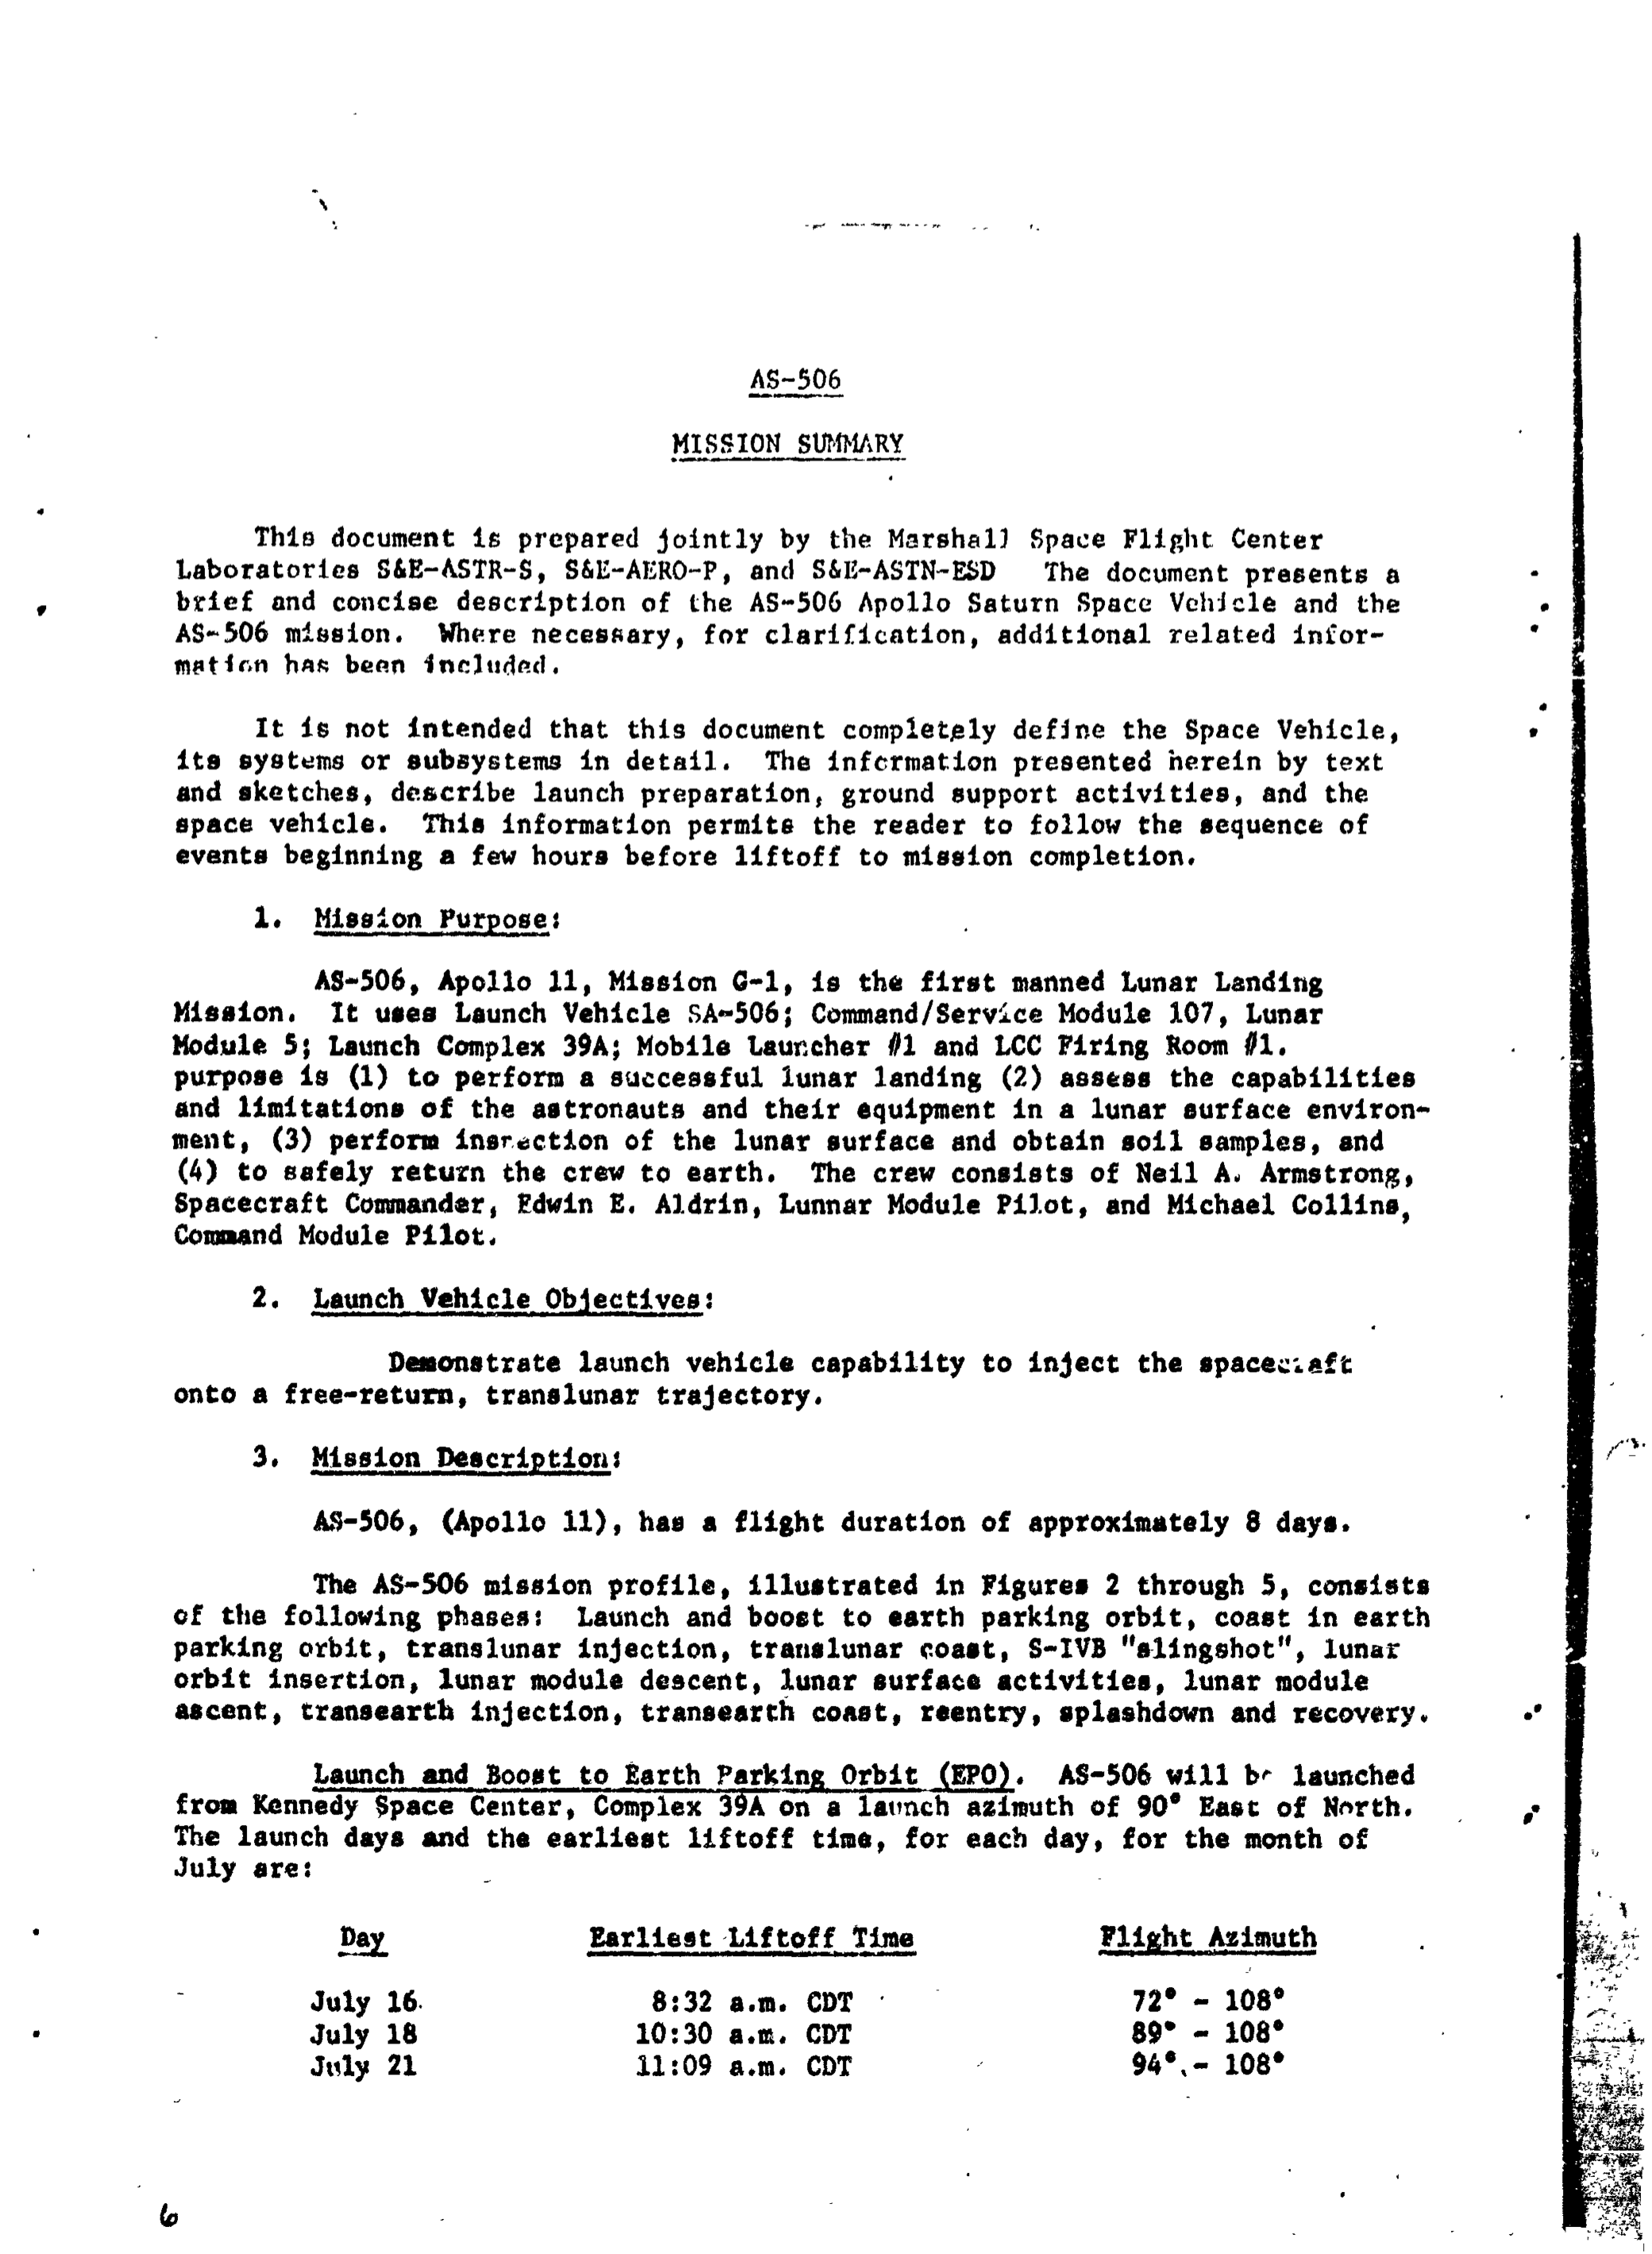 AS-506
MISSION SUMMARY
This document is prepared jointly by the Marshall Space Flight Center
Laboratories S&E-ASTR-S, S&E-AERO-P, and S&E-ASTN-ESD The document presents a
brief and concise description of the AS-506 Apollo Saturn Space Vehicle and the
AS-506 mission. Where necessary, for clarification, additional related infor-
mation has been included.
It is not intended that this document completely define the Space Vehicle,
its systems or subsystems in detail. The information presented herein by text
and sketches, describe launch preparation, ground support activities, and the
space vehicle. This information permits the reader to follow the sequence of
events beginning a few hours before liftoff to mission completion.
1. Mission Purpose:
AS-506, Apollo 11, Mission G-1, is the first manned Lunar Landing
Mission. It uses Launch Vehicle SA-506; Command/Service Module 107, Lunar
Module 5; Launch Complex 39A; Mobile Launcher #1 and LCC Firing Room #1.
purpose is (1) to perform a successful lunar landing (2) assess the capabilities
and limitations of the astronauts and their equipment in a lunar surface environ-
ment, (3) perform inspection of the lunar surface and obtain soil samples, and
(4) to safely return the crew to earth. The crew consists of Neil A. Armstrong,
Spacecraft Commander, Edwin E. Aldrin, Lunnar Module Pilot, and Michael Collins,
Command Module Pilot.
2. Launch Vehicle Objectives:
Demonstrate launch vehicle capability to inject the spacecraft
onto a free-return, translunar trajectory.
3. Mission Description:
AS-506, (Apollo 11), has a flight duration of approximately 8 days.
The AS-506 mission profile, illustrated in Figures 2 through 5, consists
of the following phases: Launch and boost to earth parking orbit, coast in earth
parking orbit, translunar injection, translunar coast, S-IVB "slingshot", lunar
orbit insertion, lunar module descent, lunar surface activities, lunar module
ascent, transearth injection, transearth coast, reentry, splashdown and recovery.
Launch and Boost to Earth Parking Orbit (EPO). AS-506 will be launched
from Kennedy Space Center, Complex 39A on a launch azimuth of 90° East of North.
The launch days and the earliest liftoff time, for each day, for the month of
July are:
Day Earliest Liftoff Time Flight Azimuth
July 16 8:32 a.m. CDT 72° - 108°
July 18 10:30 a.m. CDT 89° - 108°
July 21 11:09 a.m. CDT 94° - 108°
6